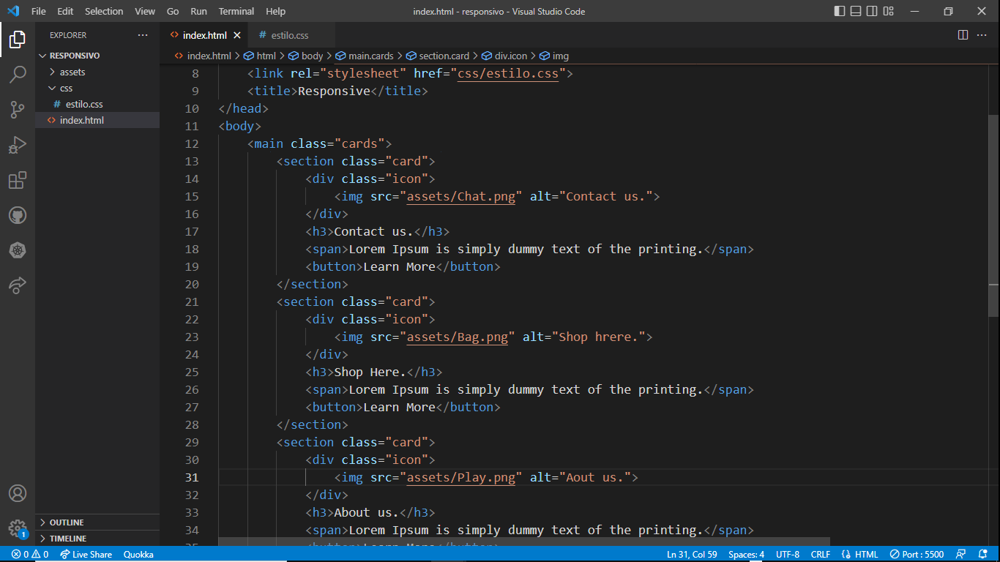 File Edit Selection View Go Run Terminal Help index.html - responsivo - Visual Studio Code
EXPLORER
RESPONSIVO
assets
css
# estilo.css
<> index.html
OUTLINE
TIMELINE
<> index.html # estilo.css
<> index.html > html > body > main.cards > section.card > div.icon > img
8 <link rel="stylesheet" href="css/estilo.css">
9 <title>Responsive</title>
10 </head>
11 <body>
12 <main class="cards">
13 <section class="card">
14 <div class="icon">
15 <img src="assets/Chat.png" alt="Contact us.">
16 </div>
17 <h3>Contact us.</h3>
18 <span>Lorem Ipsum is simply dummy text of the printing.</span>
19 <button>Learn More</button>
20 </section>
21 <section class="card">
22 <div class="icon">
23 <img src="assets/Bag.png" alt="Shop hrere.">
24 </div>
25 <h3>Shop Here.</h3>
26 <span>Lorem Ipsum is simply dummy text of the printing.</span>
27 <button>Learn More</button>
28 </section>
29 <section class="card">
30 <div class="icon">
31 <img src="assets/Play.png" alt="Aout us.">
32 </div>
33 <h3>About us.</h3>
34 <span>Lorem Ipsum is simply dummy text of the printing.</span>
35 <button>Learn More</button>
1
0 0 Live Share Quokka Ln 31, Col 59 Spaces: 4 UTF-8 CRLF {} HTML Port : 5500